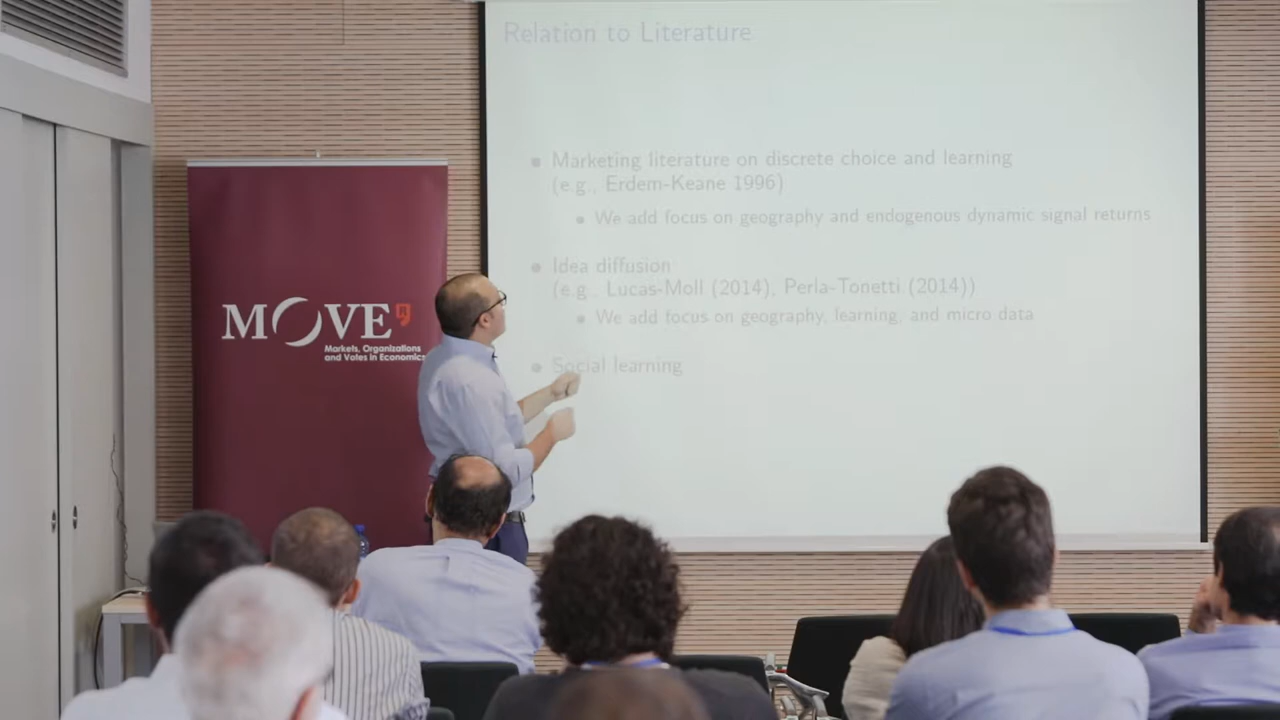 Relation to Literature
Marketing literature on discrete choice and learning
(e.g., Erdem-Keane 1996)
We add focus on geography and endogenous dynamic signal returns
Idea diffusion
(e.g., Lucas-Moll (2014), Perla-Tonetti (2014))
We add focus on geography, learning, and micro data
Social learning
MOVE
Markets, Organizations
and Votes in Economics